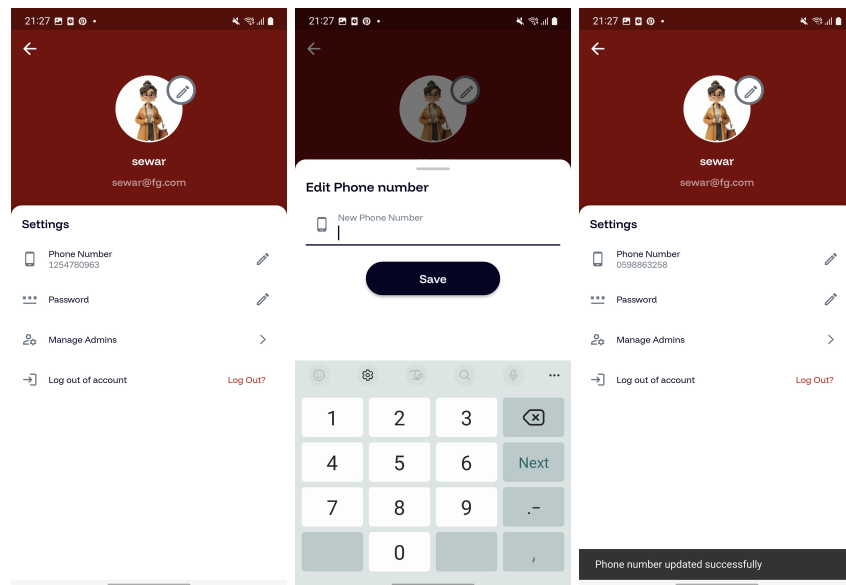 21:27
sewar
sewar@fg.com
Settings
Phone Number
1254780963
Password
Manage Admins
Log out of account Log Out?
21:27
Edit Phone number
New Phone Number
Save
1 2 3
4 5 6 Next
7 8 9 .-
0 ,
21:27
sewar
sewar@fg.com
Settings
Phone Number
0598863258
Password
Manage Admins
Log out of account Log Out?
Phone number updated successfully